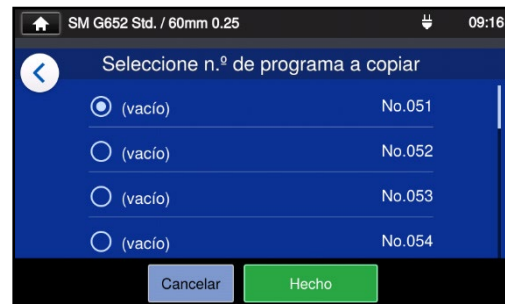 SM G652 Std. / 60mm 0.25 09:16
Seleccione n.º de programa a copiar
(vacío) No.051
(vacío) No.052
(vacío) No.053
(vacío) No.054
Cancelar Hecho